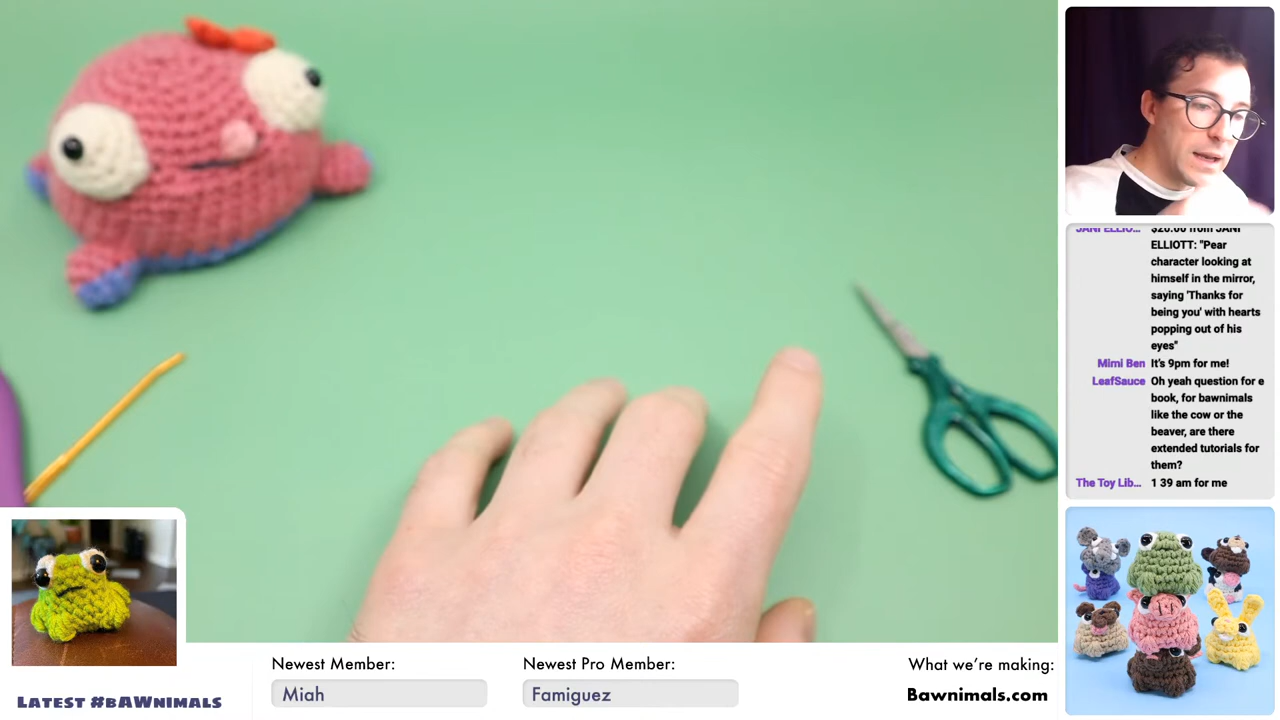 JANI ELLIO... $20.00 from JANI
ELLIOTT: "Pear
character looking at
himself in the mirror,
saying 'Thanks for
being you' with hearts
popping out of his
eyes"
Mimi Ben It's 9pm for me!
LeafSauce Oh yeah question for e
book, for bawnimals
like the cow or the
beaver, are there
extended tutorials for
them?
The Toy Lib... 1 39 am for me
Latest #bAWnimals
Newest Member:
Miah
Newest Pro Member:
Famiguez
What we're making:
Bawnimals.com